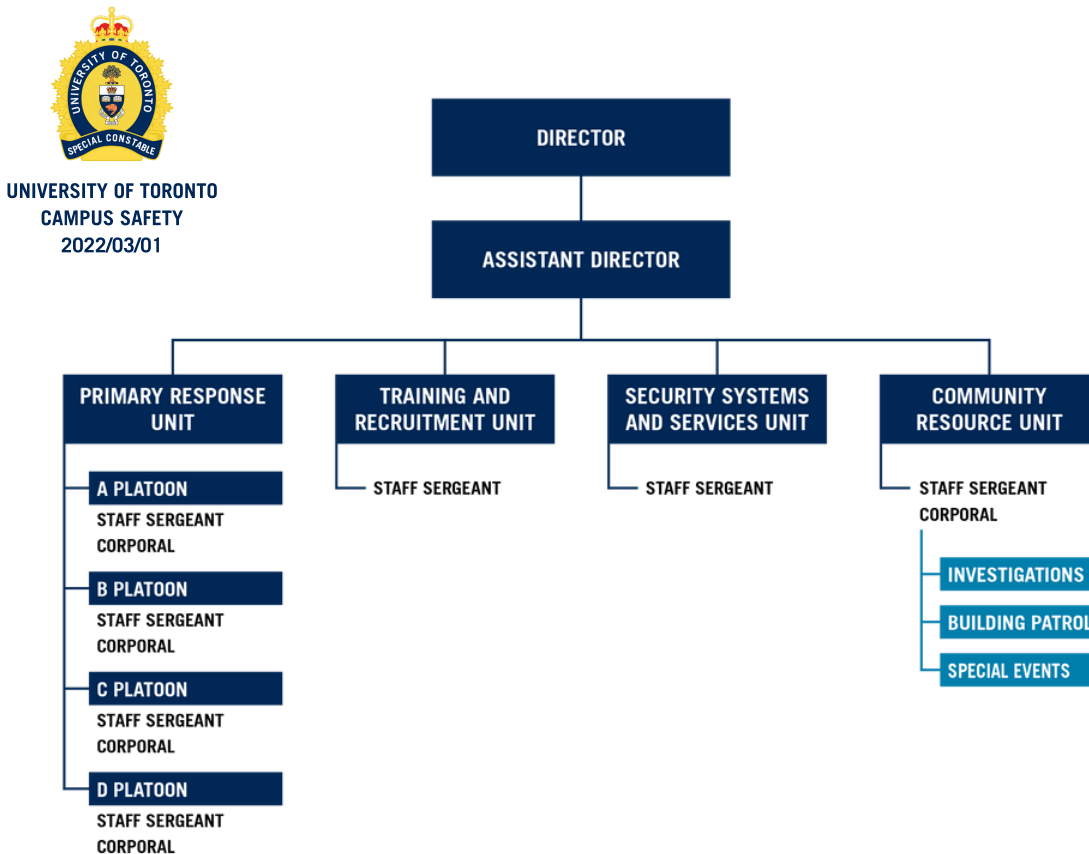 UNIVERSITY OF TORONTO
SPECIAL CONSTABLE
UNIVERSITY OF TORONTO
CAMPUS SAFETY
2022/03/01
DIRECTOR
ASSISTANT DIRECTOR
PRIMARY RESPONSE
UNIT
A PLATOON
STAFF SERGEANT
CORPORAL
B PLATOON
STAFF SERGEANT
CORPORAL
C PLATOON
STAFF SERGEANT
CORPORAL
D PLATOON
STAFF SERGEANT
CORPORAL
TRAINING AND
RECRUITMENT UNIT
STAFF SERGEANT
SECURITY SYSTEMS
AND SERVICES UNIT
STAFF SERGEANT
COMMUNITY
RESOURCE UNIT
STAFF SERGEANT
CORPORAL
INVESTIGATIONS
BUILDING PATROL
SPECIAL EVENTS